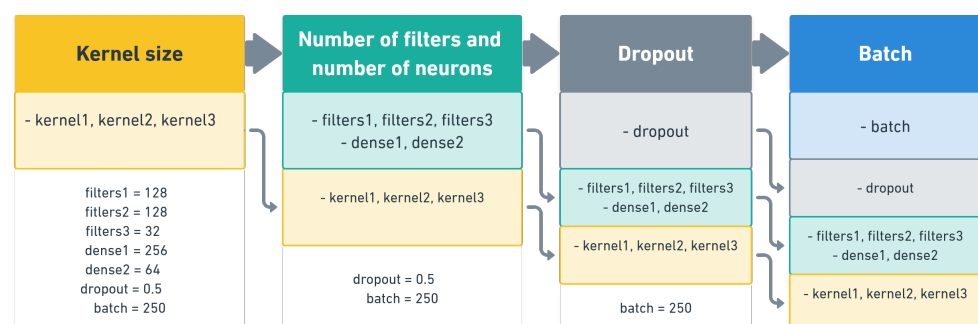 Kernel size
- kernel1, kernel2, kernel3
filters1 = 128
fitlers2 = 128
filters3 = 32
dense1 = 256
dense2 = 64
dropout = 0.5
batch = 250
Number of filters and
number of neurons
- filters1, filters2, filters3
- dense1, dense2
- kernel1, kernel2, kernel3
dropout = 0.5
batch = 250
Dropout
- dropout
- filters1, filters2, filters3
- dense1, dense2
- kernel1, kernel2, kernel3
batch = 250
Batch
- batch
- dropout
- filters1, filters2, filters3
- dense1, dense2
- kernel1, kernel2, kernel3